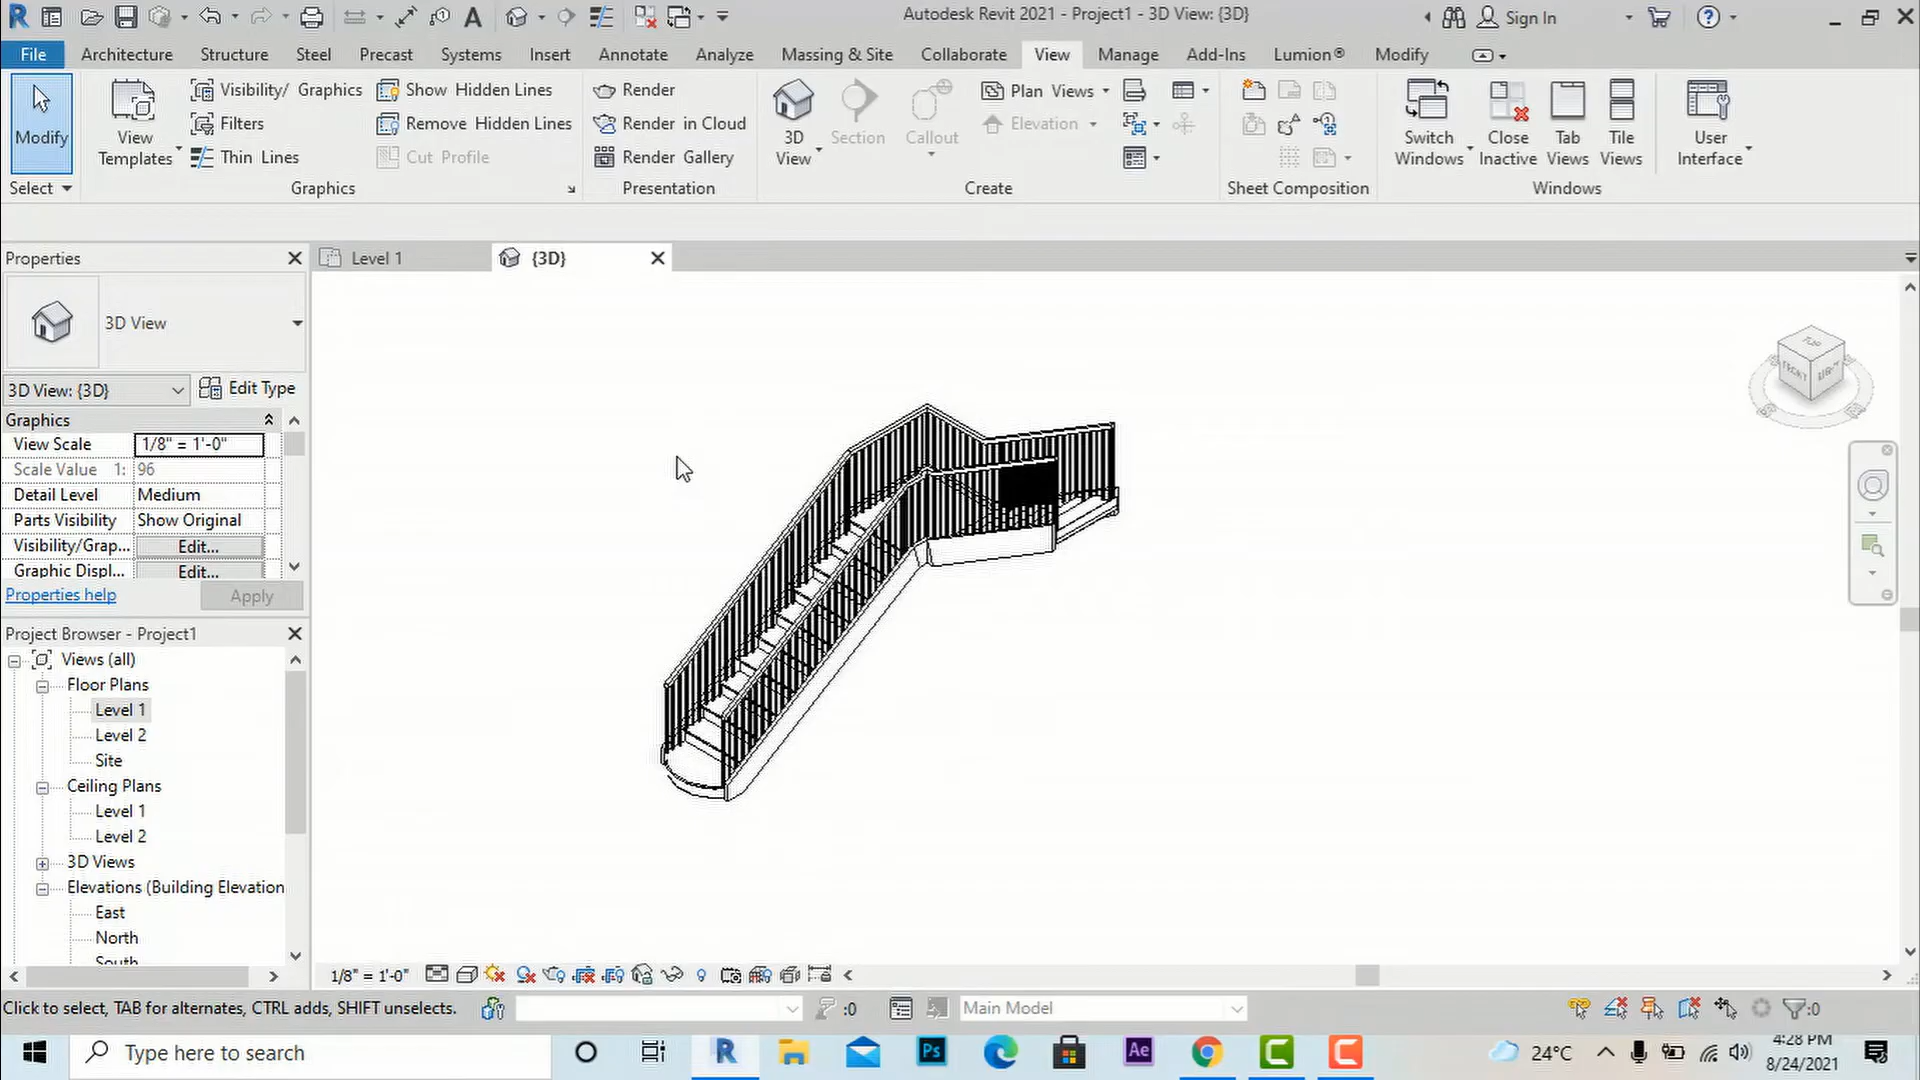 Autodesk Revit 2021 - Project1 - 3D View: {3D}
Sign In
File Architecture Structure Steel Precast Systems Insert Annotate Analyze Massing & Site Collaborate View Manage Add-Ins Lumion® Modify
Modify
Select
View Templates
Visibility/ Graphics
Filters
Thin Lines
Show Hidden Lines
Remove Hidden Lines
Cut Profile
Graphics
Render
Render in Cloud
Render Gallery
Presentation
3D View
Section
Callout
Plan Views
Elevation
Create
Sheet Composition
Switch Windows
Close Inactive
Tab Views
Tile Views
Windows
User Interface
Properties
Level 1
{3D}
3D View
3D View: {3D}
Edit Type
Graphics
View Scale 1/8" = 1'-0"
Scale Value 1: 96
Detail Level Medium
Parts Visibility Show Original
Visibility/Grap... Edit...
Graphic Displ... Edit...
Properties help
Apply
TOP
FRONT
Project Browser - Project1
Views (all)
Floor Plans
Level 1
Level 2
Site
Ceiling Plans
Level 1
Level 2
3D Views
Elevations (Building Elevation
East
North
South
1/8" = 1'-0"
Click to select, TAB for alternates, CTRL adds, SHIFT unselects.
:0
Main Model
:0
Type here to search
Ps
Ae
24°C
4:28 PM
8/24/2021